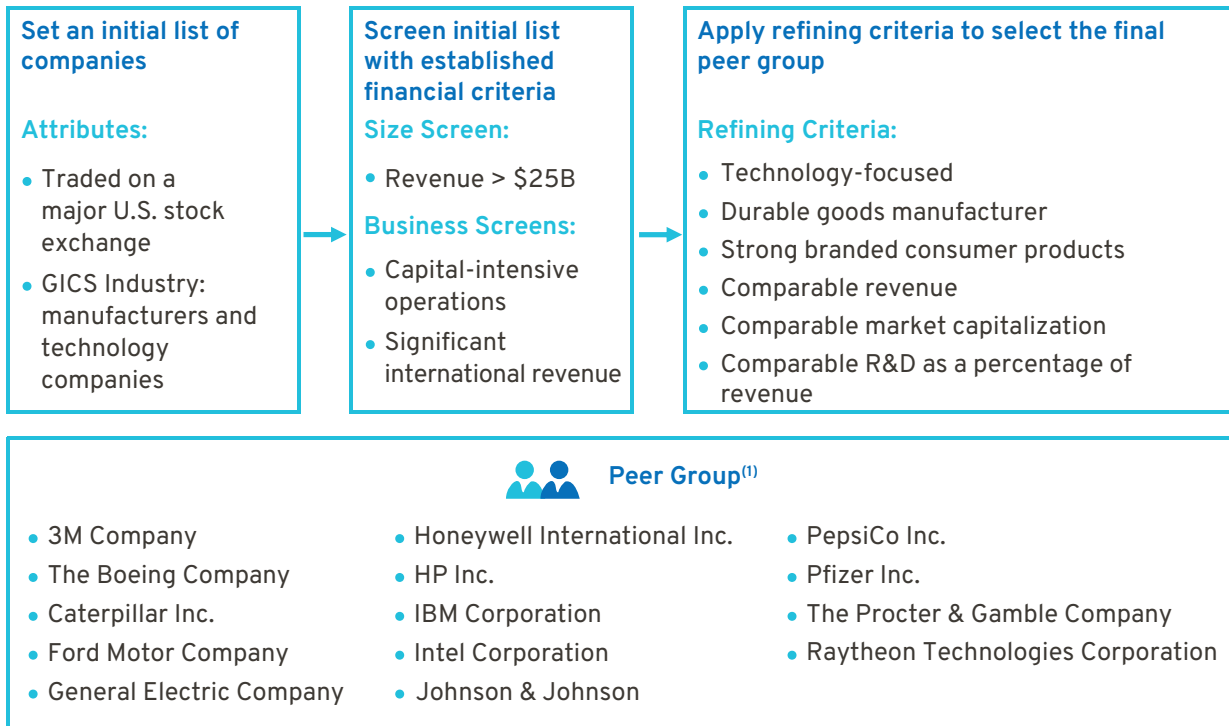 Set an initial list of
companies
Attributes:
• Traded on a
major U.S. stock
exchange
• GICS Industry:
manufacturers and
technology
companies
Screen initial list
with established
financial criteria
Size Screen:
• Revenue > $25B
Business Screens:
• Capital-intensive
operations
• Significant
international revenue
Apply refining criteria to select the final
peer group
Refining Criteria:
• Technology-focused
• Durable goods manufacturer
• Strong branded consumer products
• Comparable revenue
• Comparable market capitalization
• Comparable R&D as a percentage of
revenue
Peer Group(1)
• 3M Company
• The Boeing Company
• Caterpillar Inc.
• Ford Motor Company
• General Electric Company
• Honeywell International Inc.
• HP Inc.
• IBM Corporation
• Intel Corporation
• Johnson & Johnson
• PepsiCo Inc.
• Pfizer Inc.
• The Procter & Gamble Company
• Raytheon Technologies Corporation